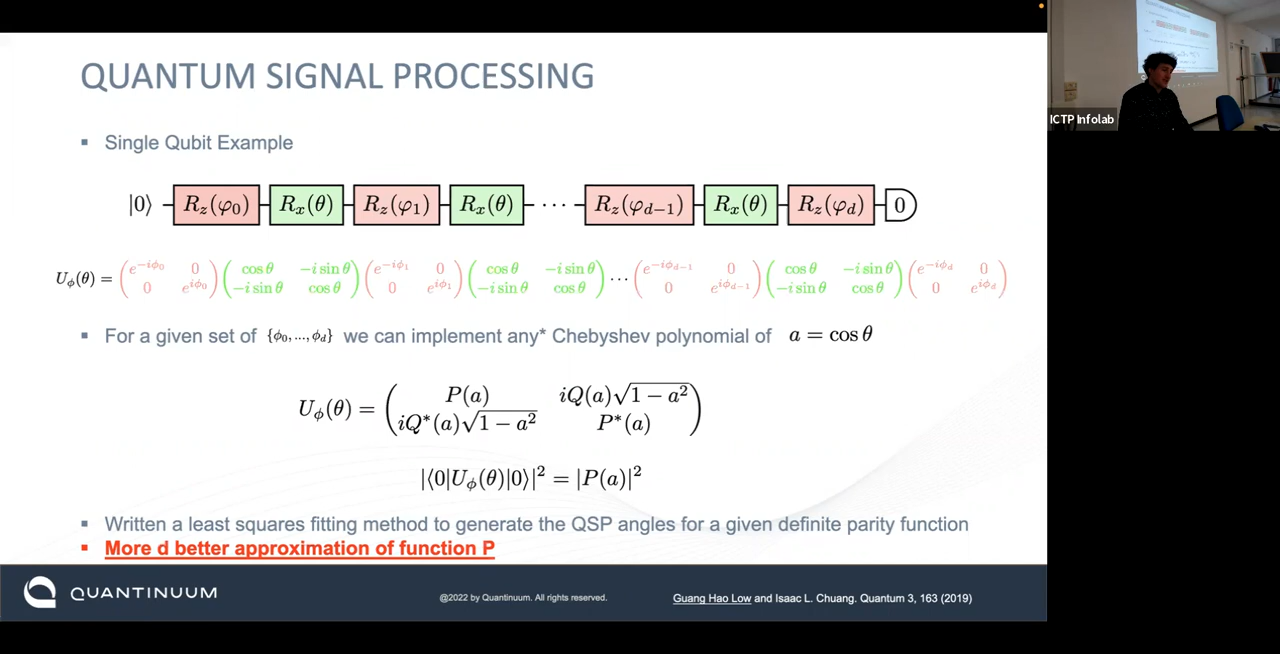 QUANTUM SIGNAL PROCESSING
ICTP Infolab
▪ Single Qubit Example
|0⟩ R_z(φ_0) R_x(θ) R_z(φ_1) R_x(θ) ··· R_z(φ_{d−1}) R_x(θ) R_z(φ_d) 0
U_ϕ(θ) = (e^{−iϕ_0} 0 0 e^{iϕ_0}) (cos θ −i sin θ −i sin θ cos θ) (e^{−iϕ_1} 0 0 e^{iϕ_1}) (cos θ −i sin θ −i sin θ cos θ) ··· (e^{−iϕ_{d−1}} 0 0 e^{iϕ_{d−1}}) (cos θ −i sin θ −i sin θ cos θ) (e^{−iϕ_d} 0 0 e^{iϕ_d})
▪ For a given set of {ϕ_0, ..., ϕ_d} we can implement any* Chebyshev polynomial of a = cos θ
U_ϕ(θ) = (P(a) iQ(a)√(1 − a²) iQ*(a)√(1 − a²) P*(a))
|⟨0|U_ϕ(θ)|0⟩|² = |P(a)|²
▪ Written a least squares fitting method to generate the QSP angles for a given definite parity function
▪ More d better approximation of function P
QUANTINUUM
@2022 by Quantinuum. All rights reserved.
Guang Hao Low and Isaac L. Chuang. Quantum 3, 163 (2019)